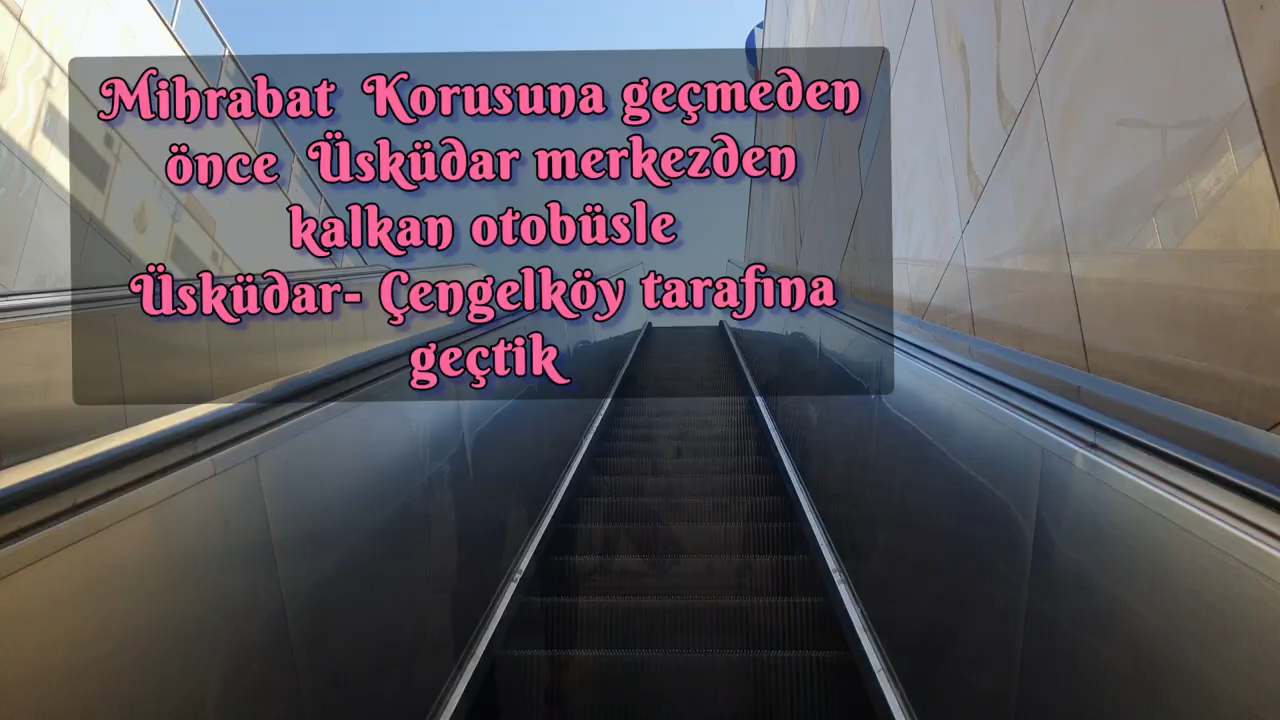 Mihrabat Korusuna geçmeden
önce Üsküdar merkezden
kalkan otobüsle
Üsküdar- Çengelköy tarafına
geçtik